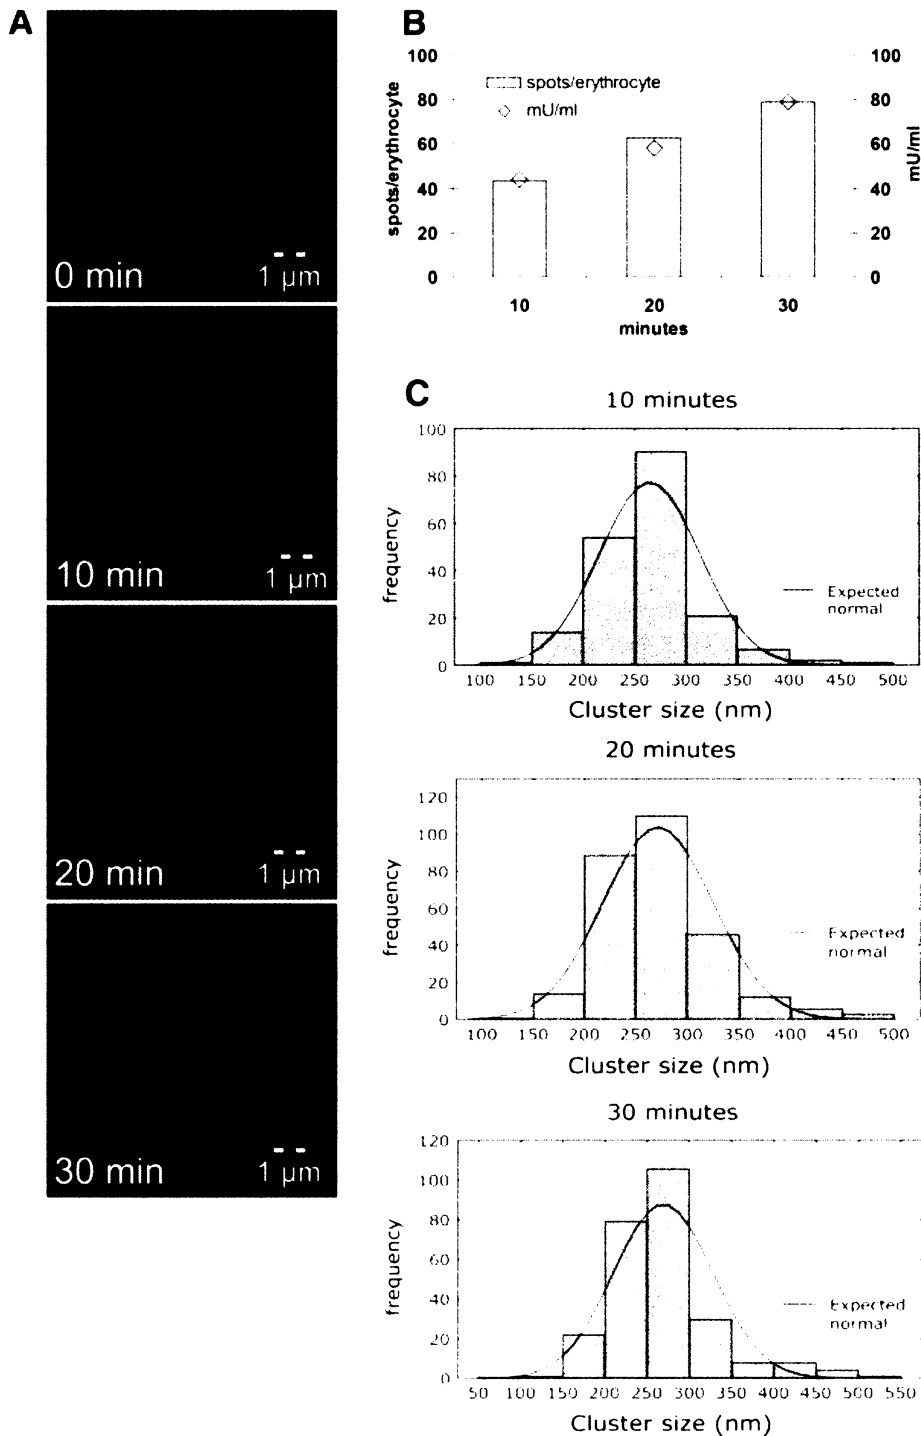 A
0 min
1 µm
10 min
1 µm
20 min
1 µm
30 min
1 µm
B
100
80
60
40
20
0
spots/erythrocyte
spots/erythrocyte
mU/ml
100
80
60
40
20
0
mU/ml
10 20 30
minutes
C
10 minutes
100
80
60
40
20
0
frequency
Expected
normal
100 150 200 250 300 350 400 450 500
Cluster size (nm)
20 minutes
120
100
80
60
40
20
0
frequency
Expected
normal
100 150 200 250 300 350 400 450 500
Cluster size (nm)
30 minutes
120
100
80
60
40
20
0
frequency
Expected
normal
50 100 150 200 250 300 350 400 450 500 550
Cluster size (nm)